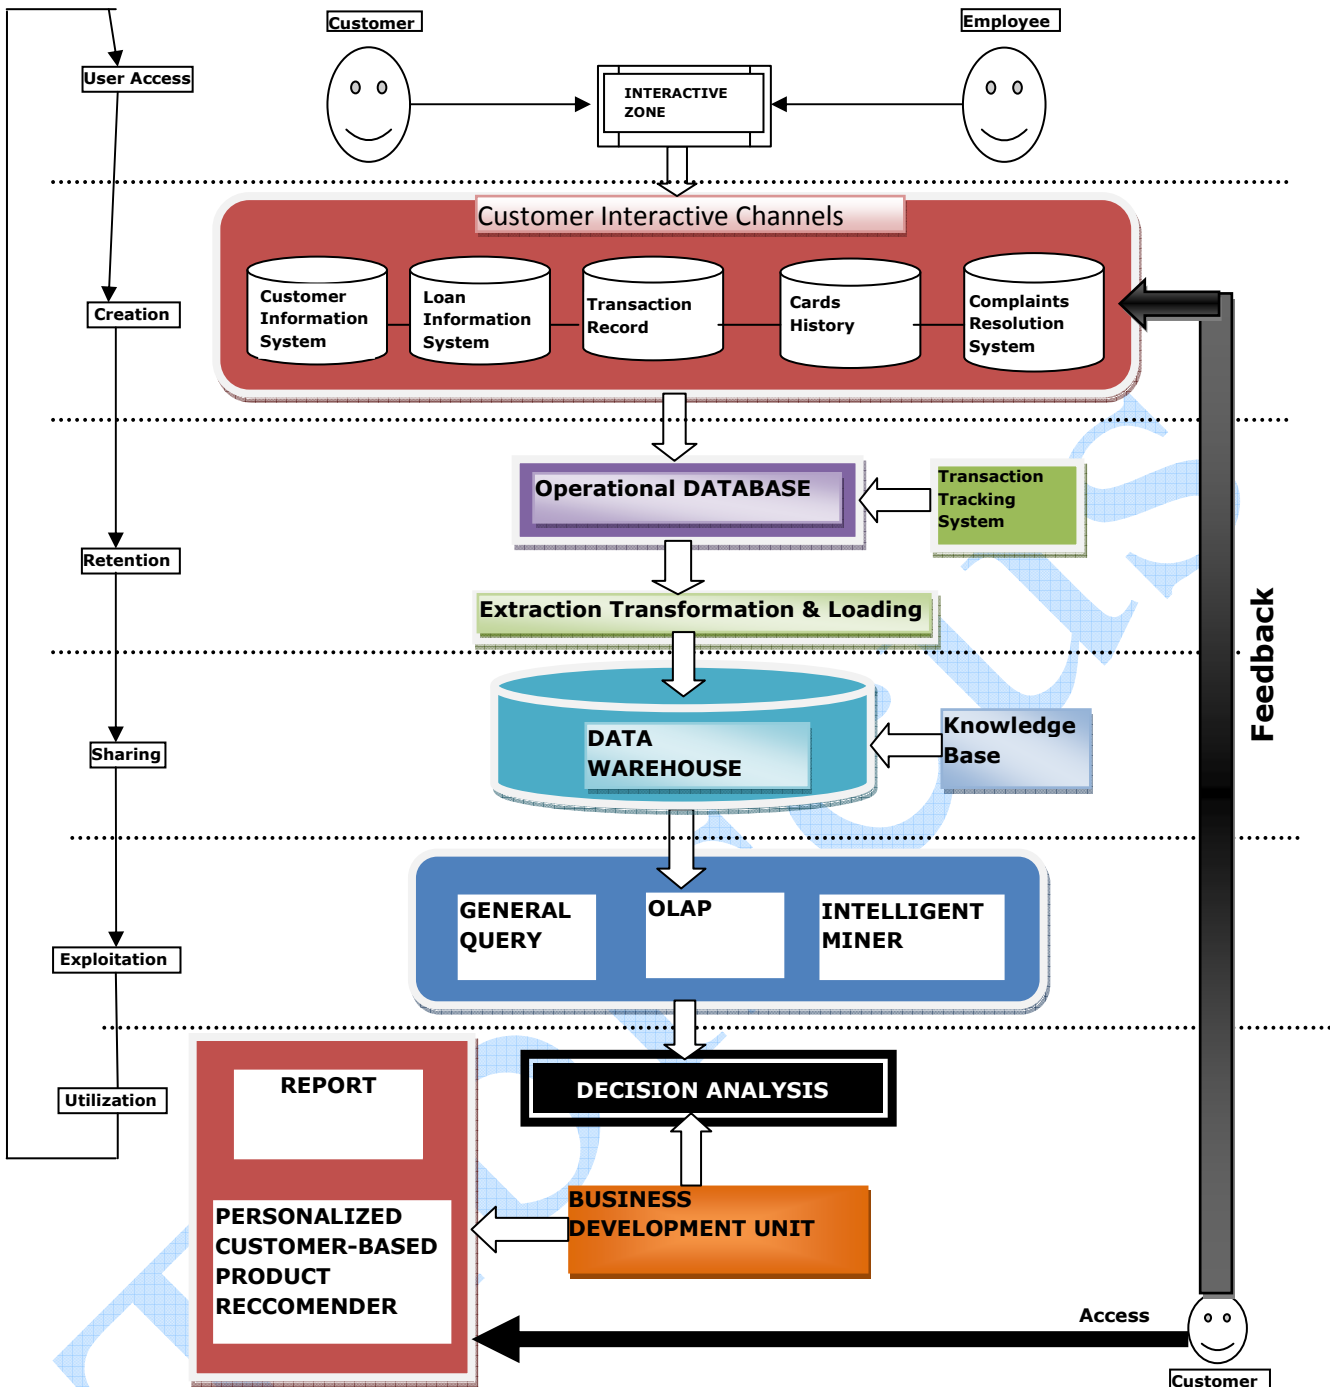 Customer
Employee
User Access
INTERACTIVE
ZONE
Customer Interactive Channels
Creation
Customer
Information
System
Loan
Information
System
Transaction
Record
Cards
History
Complaints
Resolution
System
Operational DATABASE
Transaction
Tracking
System
Retention
Extraction Transformation & Loading
Feedback
Sharing
DATA
WAREHOUSE
Knowledge
Base
Exploitation
GENERAL
QUERY
OLAP
INTELLIGENT
MINER
Utilization
REPORT
DECISION ANALYSIS
PERSONALIZED
CUSTOMER-BASED
PRODUCT
RECCOMENDER
BUSINESS
DEVELOPMENT UNIT
Access
Customer